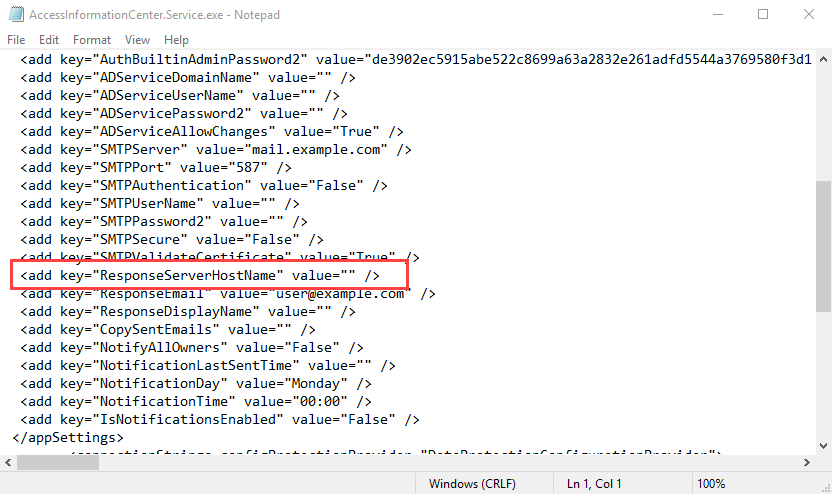 AccessInformationCenter.Service.exe - Notepad
File Edit Format View Help
<add key="AuthBuiltinAdminPassword2" value="de3902ec5915abe522c8699a63a2832e261adfd5544a3769580f3d1
<add key="ADServiceDomainName" value="" />
<add key="ADServiceUserName" value="" />
<add key="ADServicePassword2" value="" />
<add key="ADServiceAllowChanges" value="True" />
<add key="SMTPServer" value="mail.example.com" />
<add key="SMTPPort" value="587" />
<add key="SMTPAuthentication" value="False" />
<add key="SMTPUserName" value="" />
<add key="SMTPPassword2" value="" />
<add key="SMTPSecure" value="False" />
<add key="SMTPValidateCertificate" value="True" />
<add key="ResponseServerHostName" value="" />
<add key="ResponseEmail" value="user@example.com" />
<add key="ResponseDisplayName" value="" />
<add key="CopySentEmails" value="" />
<add key="NotifyAllOwners" value="False" />
<add key="NotificationLastSentTime" value="" />
<add key="NotificationDay" value="Monday" />
<add key="NotificationTime" value="00:00" />
<add key="IsNotificationsEnabled" value="False" />
</appSettings>
<connectionStrings configProtectionProvider="DataProtectionConfigurationProvider">
Windows (CRLF) Ln 1, Col 1 100%